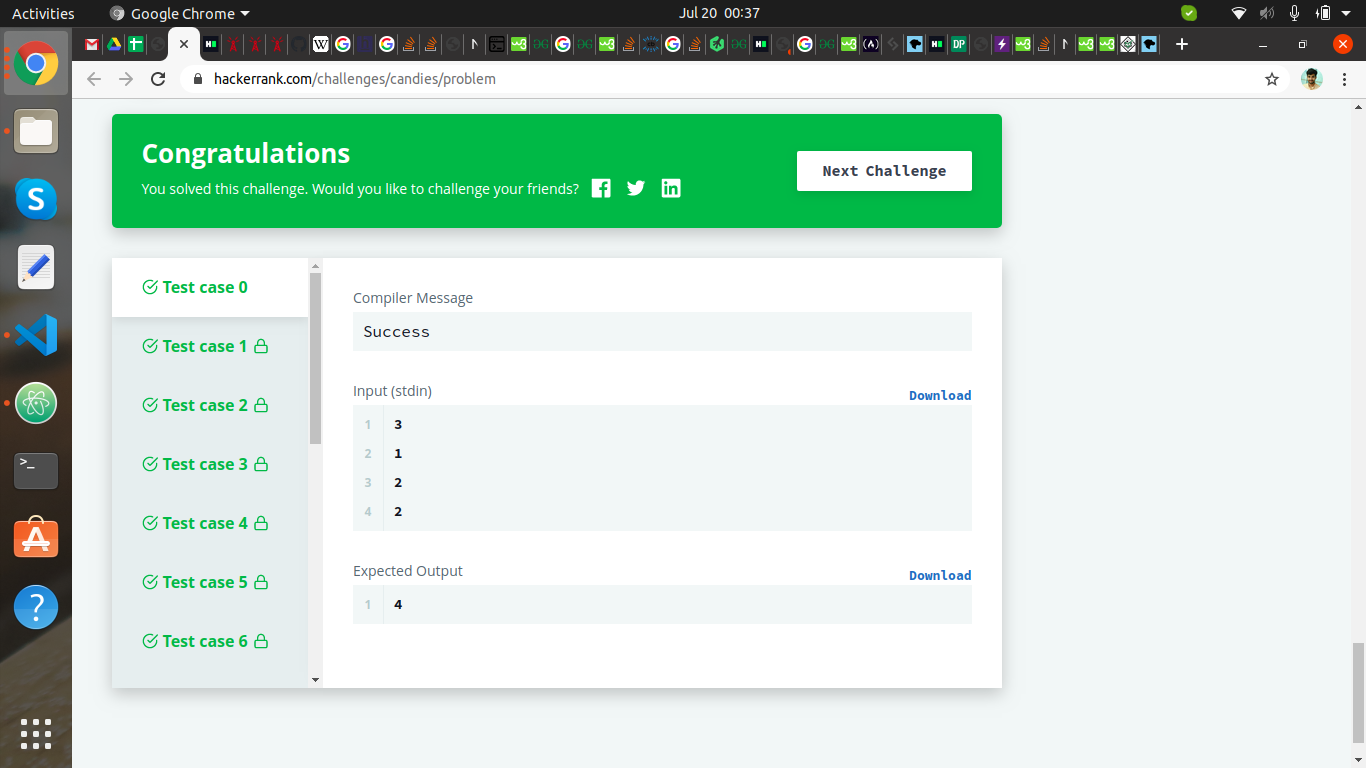 Activities
Google Chrome
Jul 20 00:37
hackerrank.com/challenges/candies/problem
Congratulations
You solved this challenge. Would you like to challenge your friends?
Next Challenge
Test case 0
Test case 1
Test case 2
Test case 3
Test case 4
Test case 5
Test case 6
Compiler Message
Success
Input (stdin)
Download
1 3
2 1
3 2
4 2
Expected Output
Download
1 4